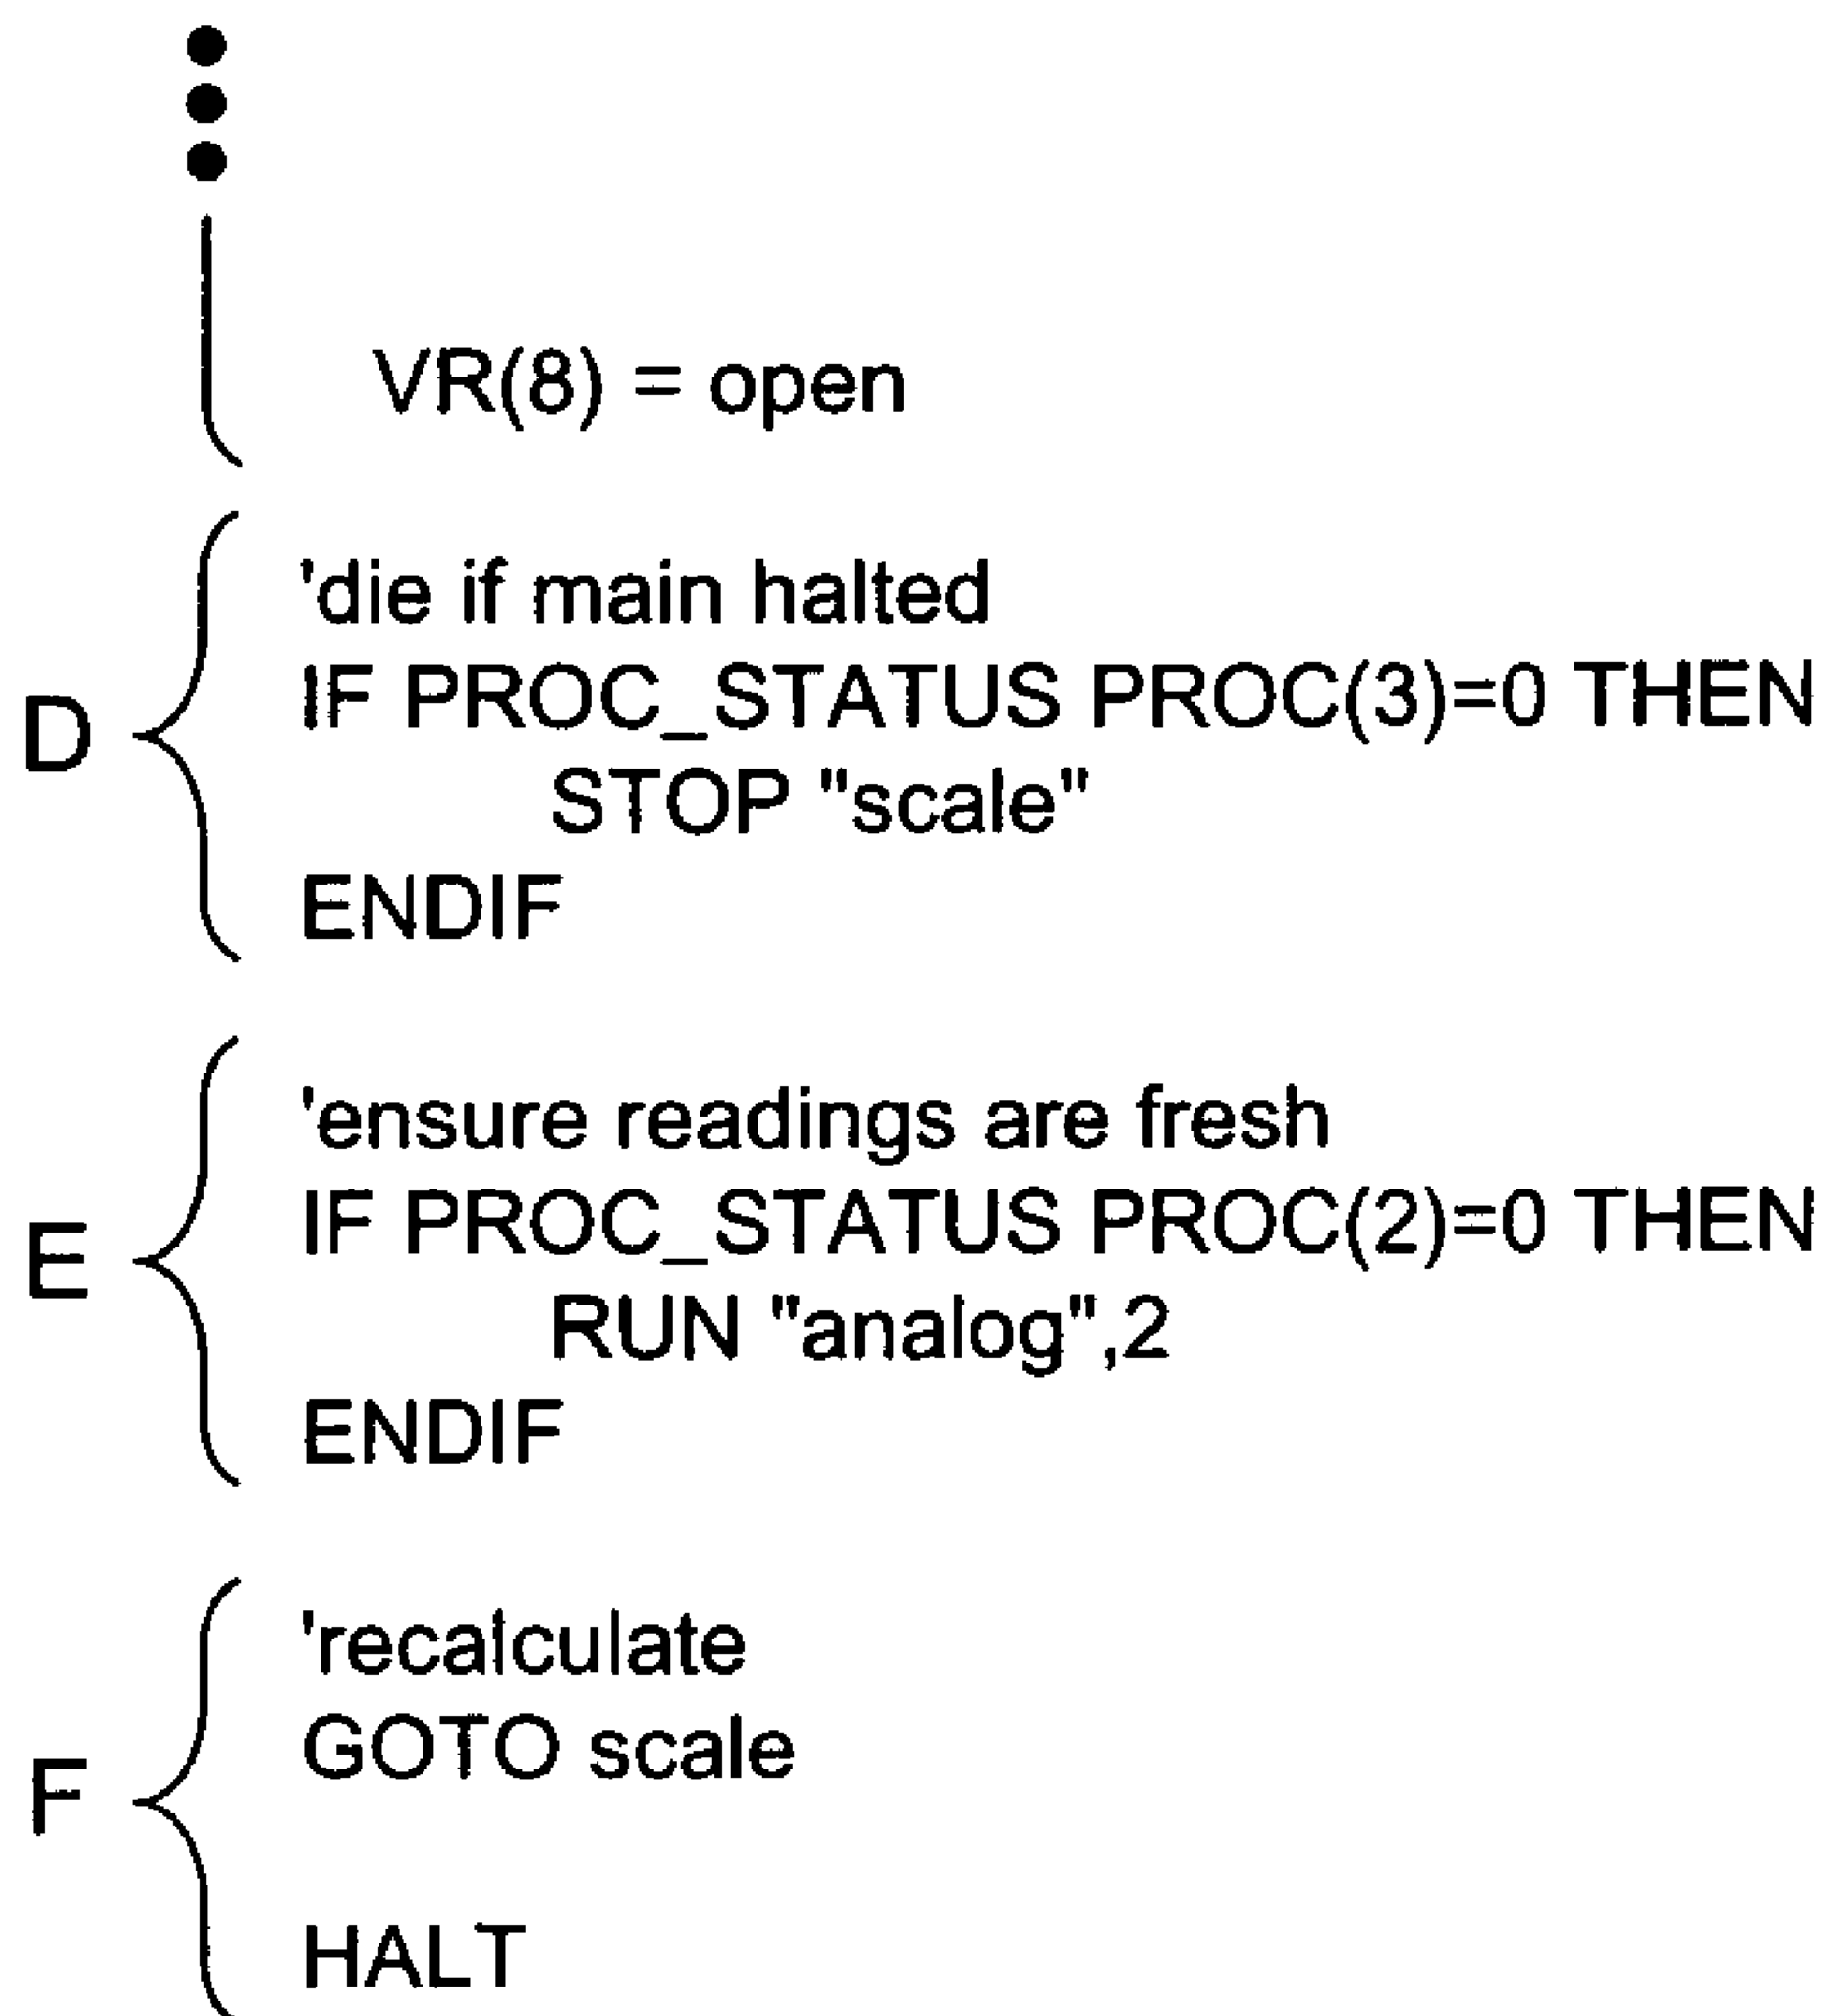 VR(8) = open
D
'die if main halted
IF PROC_STATUS PROC(3)=0 THEN
STOP "scale"
ENDIF
E
'ensure readings are fresh
IF PROC_STATUS PROC(2)=0 THEN
RUN "analog",2
ENDIF
F
'recalculate
GOTO scale
HALT